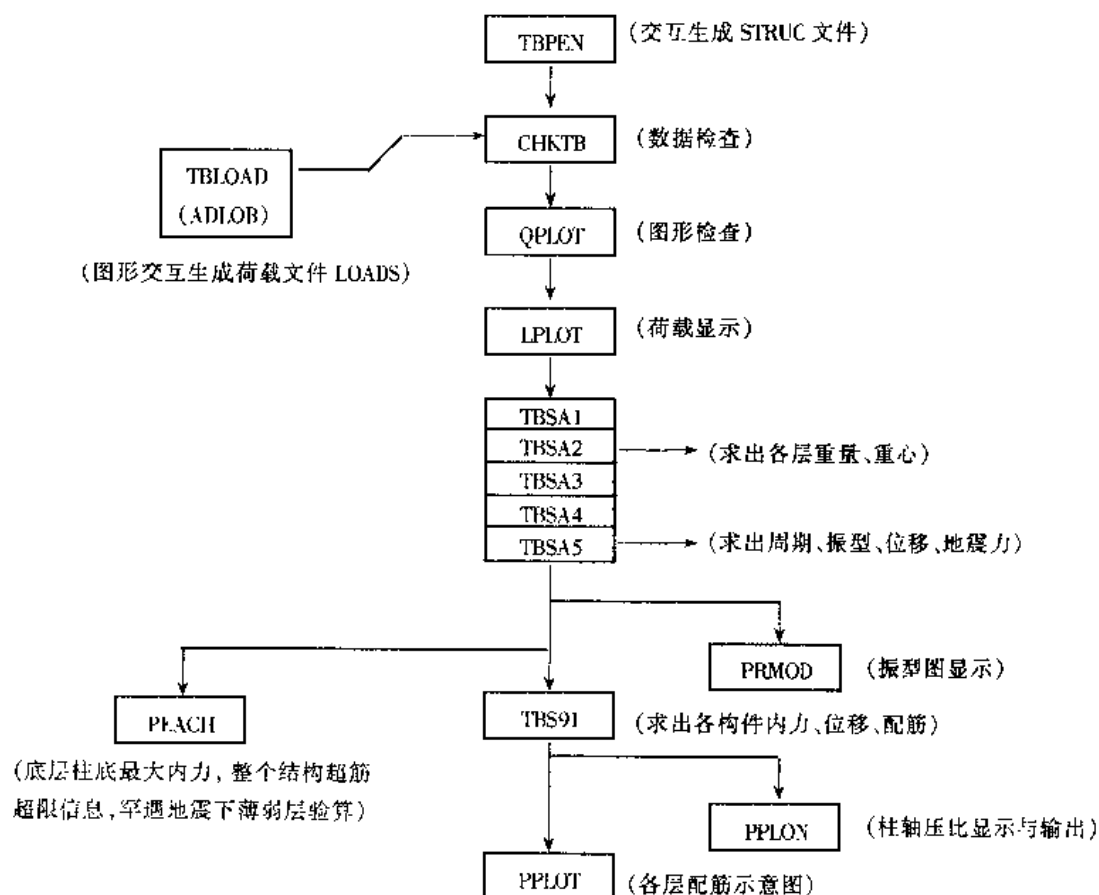 TBPEN
(交互生成 STRUC 文件)
CHKTB
(数据检查)
TBLOAD
(ADLOB)
(图形交互生成荷载文件 LOADS)
QPLOT
(图形检查)
LPLOT
(荷载显示)
TBSA1
TBSA2
(求出各层重量、重心)
TBSA3
TBSA4
TBSA5
(求出周期、振型、位移、地震力)
PRMOD
(振型图显示)
PEACH
(底层柱底最大内力, 整个结构超筋
超限信息, 罕遇地震下薄弱层验算)
TBS91
(求出各构件内力、位移、配筋)
PPLON
(柱轴压比显示与输出)
PPLOT
(各层配筋示意图)